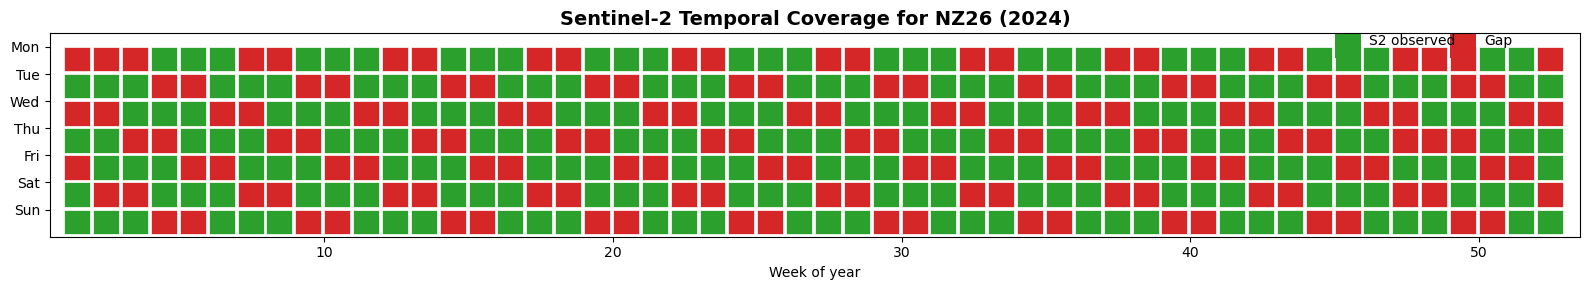 Sentinel-2 Temporal Coverage for NZ26 (2024)
S2 observed
Gap
Mon
Tue
Wed
Thu
Fri
Sat
Sun
10 20 30 40 50
Week of year